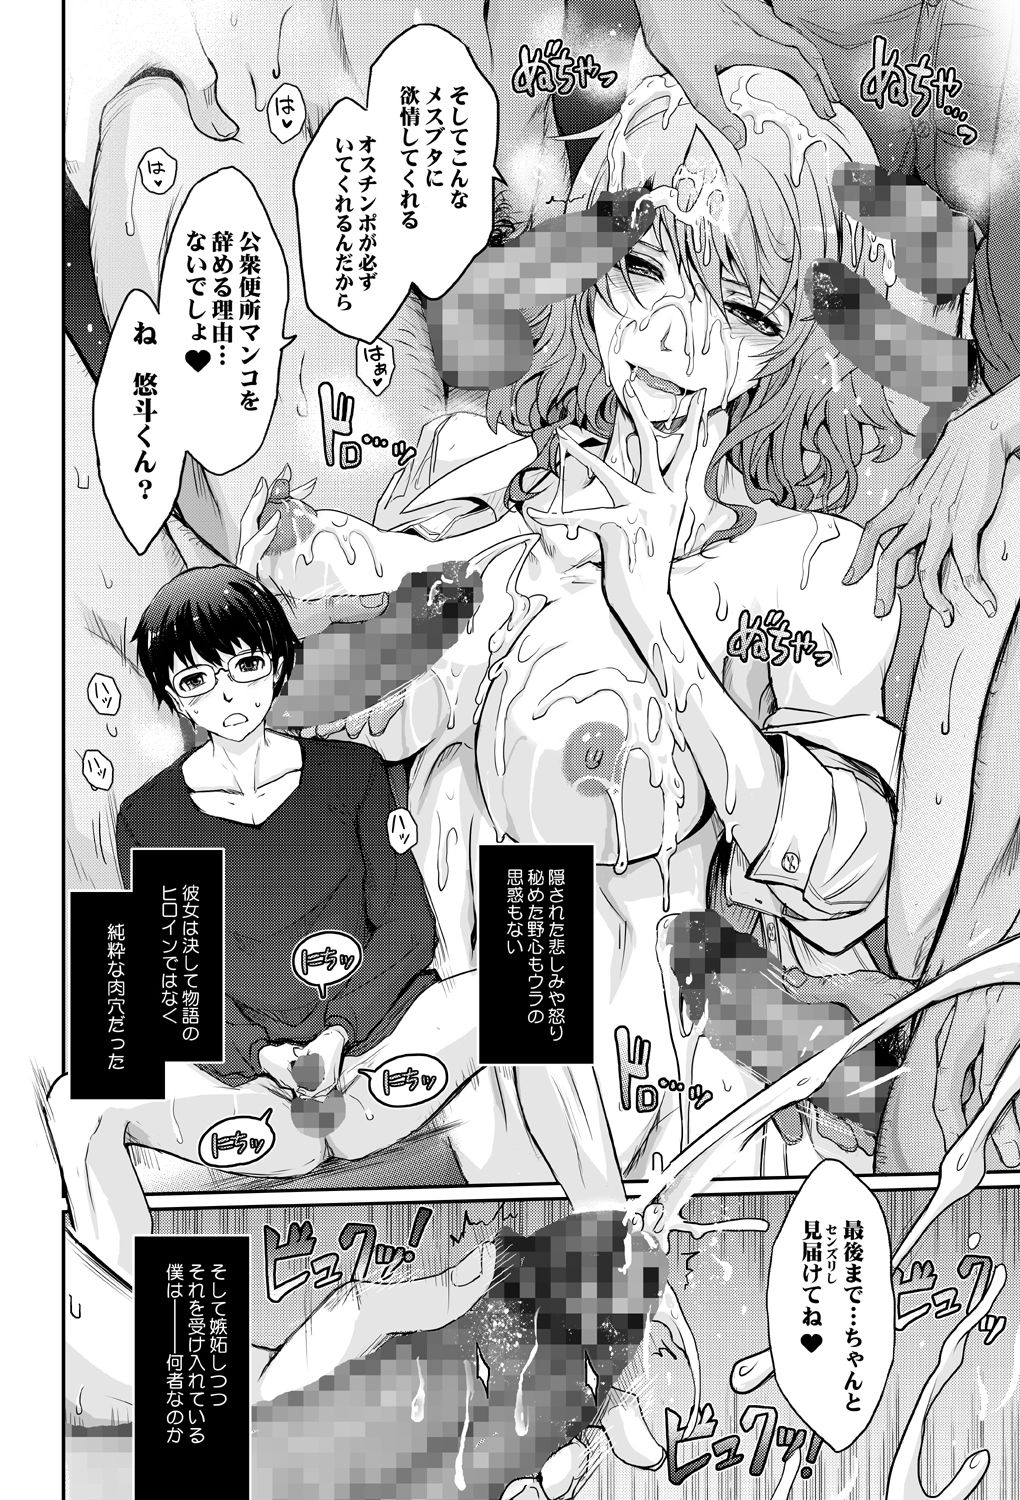 そしてこんな
メスブタに
欲情してくれる
オスチンポが必ず
いてくれるんだから
公衆便所マンコを
辞める理由…
ないでしょ♥
ね　悠斗くん？
ぬちゃっ
ぬちゃ…っ
は♥
は♥
はぁ♥
ドロ…ッ
ぬちゃっ
ハッ
ハッ
ハッ
隠された悲しみや怒り
秘めた野心もウラの
思惑もない
彼女は決して物語の
ヒロインではなく
純粋な肉穴だった
にちッ
にちッ
にちッ
ドロ…ッ
最後まで…ちゃんと
見届けてね♥
センズリし
ビュクッ!
ビュクッ
ビュクッ!
そして嫉妬しつつ
それを受け入れている
僕は――何者なのか